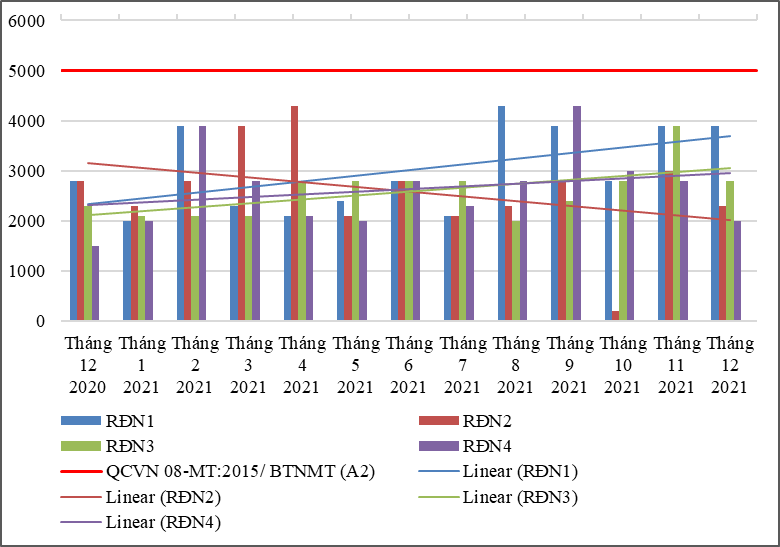 6000
5000
4000
3000
2000
1000
0
Tháng Tháng Tháng Tháng Tháng Tháng Tháng Tháng Tháng Tháng Tháng Tháng Tháng
12 1 2 3 4 5 6 7 8 9 10 11 12
2020 2021 2021 2021 2021 2021 2021 2021 2021 2021 2021 2021 2021
RĐN1 RĐN2
RĐN3 RĐN4
QCVN 08-MT:2015/ BTNMT (A2) Linear (RĐN1)
Linear (RĐN2) Linear (RĐN3)
Linear (RĐN4)